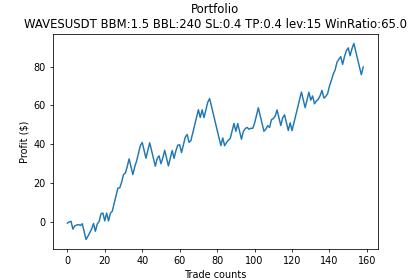 Portfolio
WAVESUSDT BBM:1.5 BBL:240 SL:0.4 TP:0.4 lev:15 WinRatio:65.0
Profit ($)
80
60
40
20
0
0 20 40 60 80 100 120 140 160
Trade counts